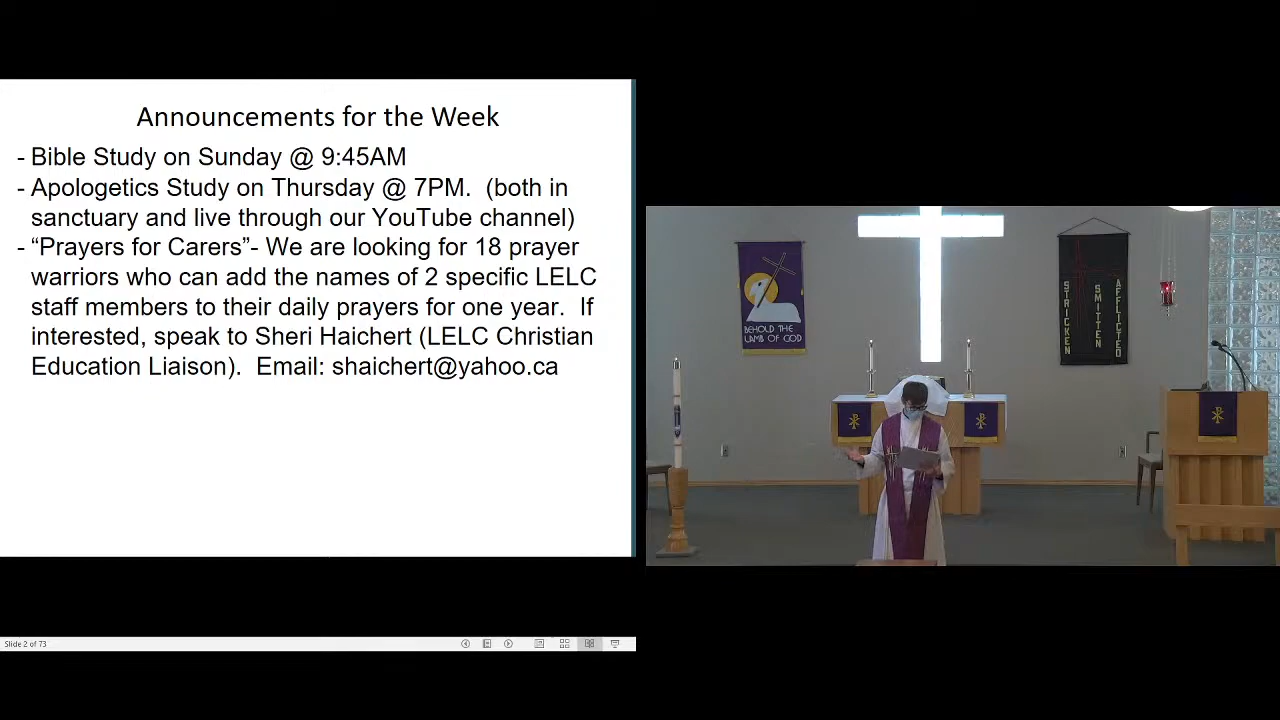 Announcements for the Week
- Bible Study on Sunday @ 9:45AM
- Apologetics Study on Thursday @ 7PM.  (both in
sanctuary and live through our YouTube channel)
- “Prayers for Carers”- We are looking for 18 prayer
warriors who can add the names of 2 specific LELC
staff members to their daily prayers for one year.  If
interested, speak to Sheri Haichert (LELC Christian
Education Liaison).  Email: shaichert@yahoo.ca
Slide 2 of 73
BEHOLD THE
LAMB OF GOD
STRICKEN
SMITTEN
AFFLICTED